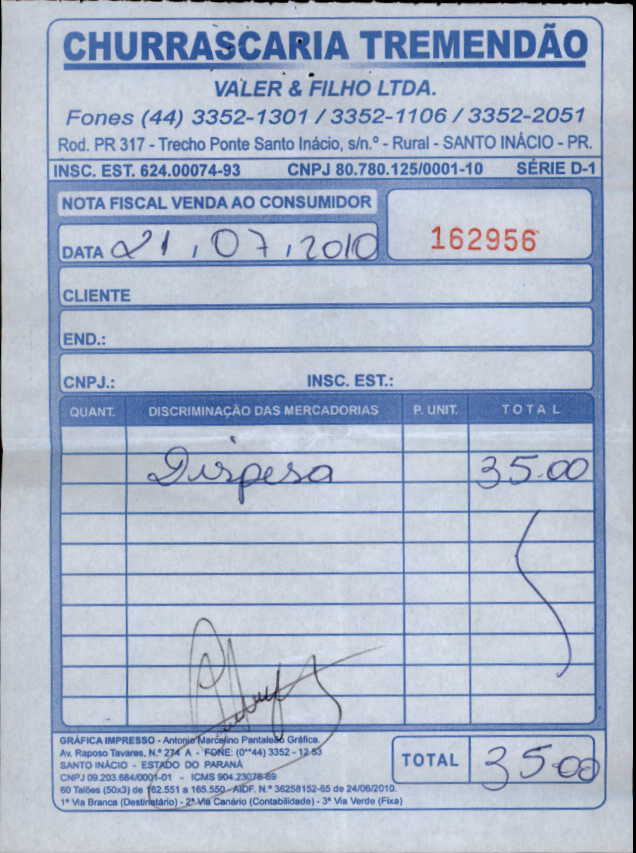 CHURRASCARIA TREMENDÃO
VALER & FILHO LTDA.
Fones (44) 3352-1301 / 3352-1106 / 3352-2051
Rod. PR 317 - Trecho Ponte Santo Inácio, s/n.º - Rural - SANTO INÁCIO - PR.
INSC. EST. 624.00074-93 CNPJ 80.780.125/0001-10 SÉRIE D-1
NOTA FISCAL VENDA AO CONSUMIDOR
162956
DATA 21, 07, 2010
CLIENTE
END.:
CNPJ.: INSC. EST.:
QUANT. DISCRIMINAÇÃO DAS MERCADORIAS P. UNIT. TOTAL
Dispesa 35.00
GRÁFICA IMPRESSO - Antonio Marcelino Pantaleão Gráfica.
Av. Raposo Tavares, N.º 274 A - FONE: (0**44) 3352 - 12 53
SANTO INÁCIO - ESTADO DO PARANÁ
CNPJ 09.203.684/0001-01 - ICMS 904.23078-69
60 Talões (50x3) de 162.551 a 165.550 - AIDF. N.º 36258152-65 de 24/06/2010.
1ª Via Branca (Destinatário) - 2ª Via Canário (Contabilidade) - 3ª Via Verde (Fixa)
TOTAL 35.00